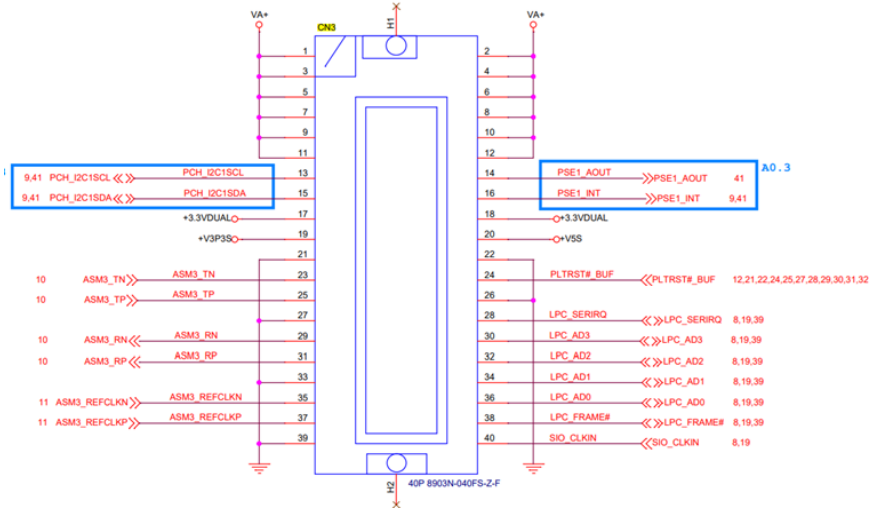 VA+ H1 VA+
CN3
1 2
3 4
5 6
7 8
9 10
11 12
9,41 PCH_I2C1SCL PCH_I2C1SCL 13 14 PSE1_AOUT PSE1_AOUT 41 A0.3
9,41 PCH_I2C1SDA PCH_I2C1SDA 15 16 PSE1_INT PSE1_INT 9,41
+3.3VDUAL 17 18 +3.3VDUAL
+V3P3S 19 20 +V5S
21 22
10 ASM3_TN ASM3_TN 23 24 PLTRST#_BUF PLTRST#_BUF 12,21,22,24,25,27,28,29,30,31,32
10 ASM3_TP ASM3_TP 25 26
27 28 LPC_SERIRQ LPC_SERIRQ 8,19,39
10 ASM3_RN ASM3_RN 29 30 LPC_AD3 LPC_AD3 8,19,39
10 ASM3_RP ASM3_RP 31 32 LPC_AD2 LPC_AD2 8,19,39
33 34 LPC_AD1 LPC_AD1 8,19,39
11 ASM3_REFCLKN ASM3_REFCLKN 35 36 LPC_AD0 LPC_AD0 8,19,39
11 ASM3_REFCLKP ASM3_REFCLKP 37 38 LPC_FRAME# LPC_FRAME# 8,19,39
39 40 SIO_CLKIN SIO_CLKIN 8,19
H2 40P 8903N-040FS-Z-F